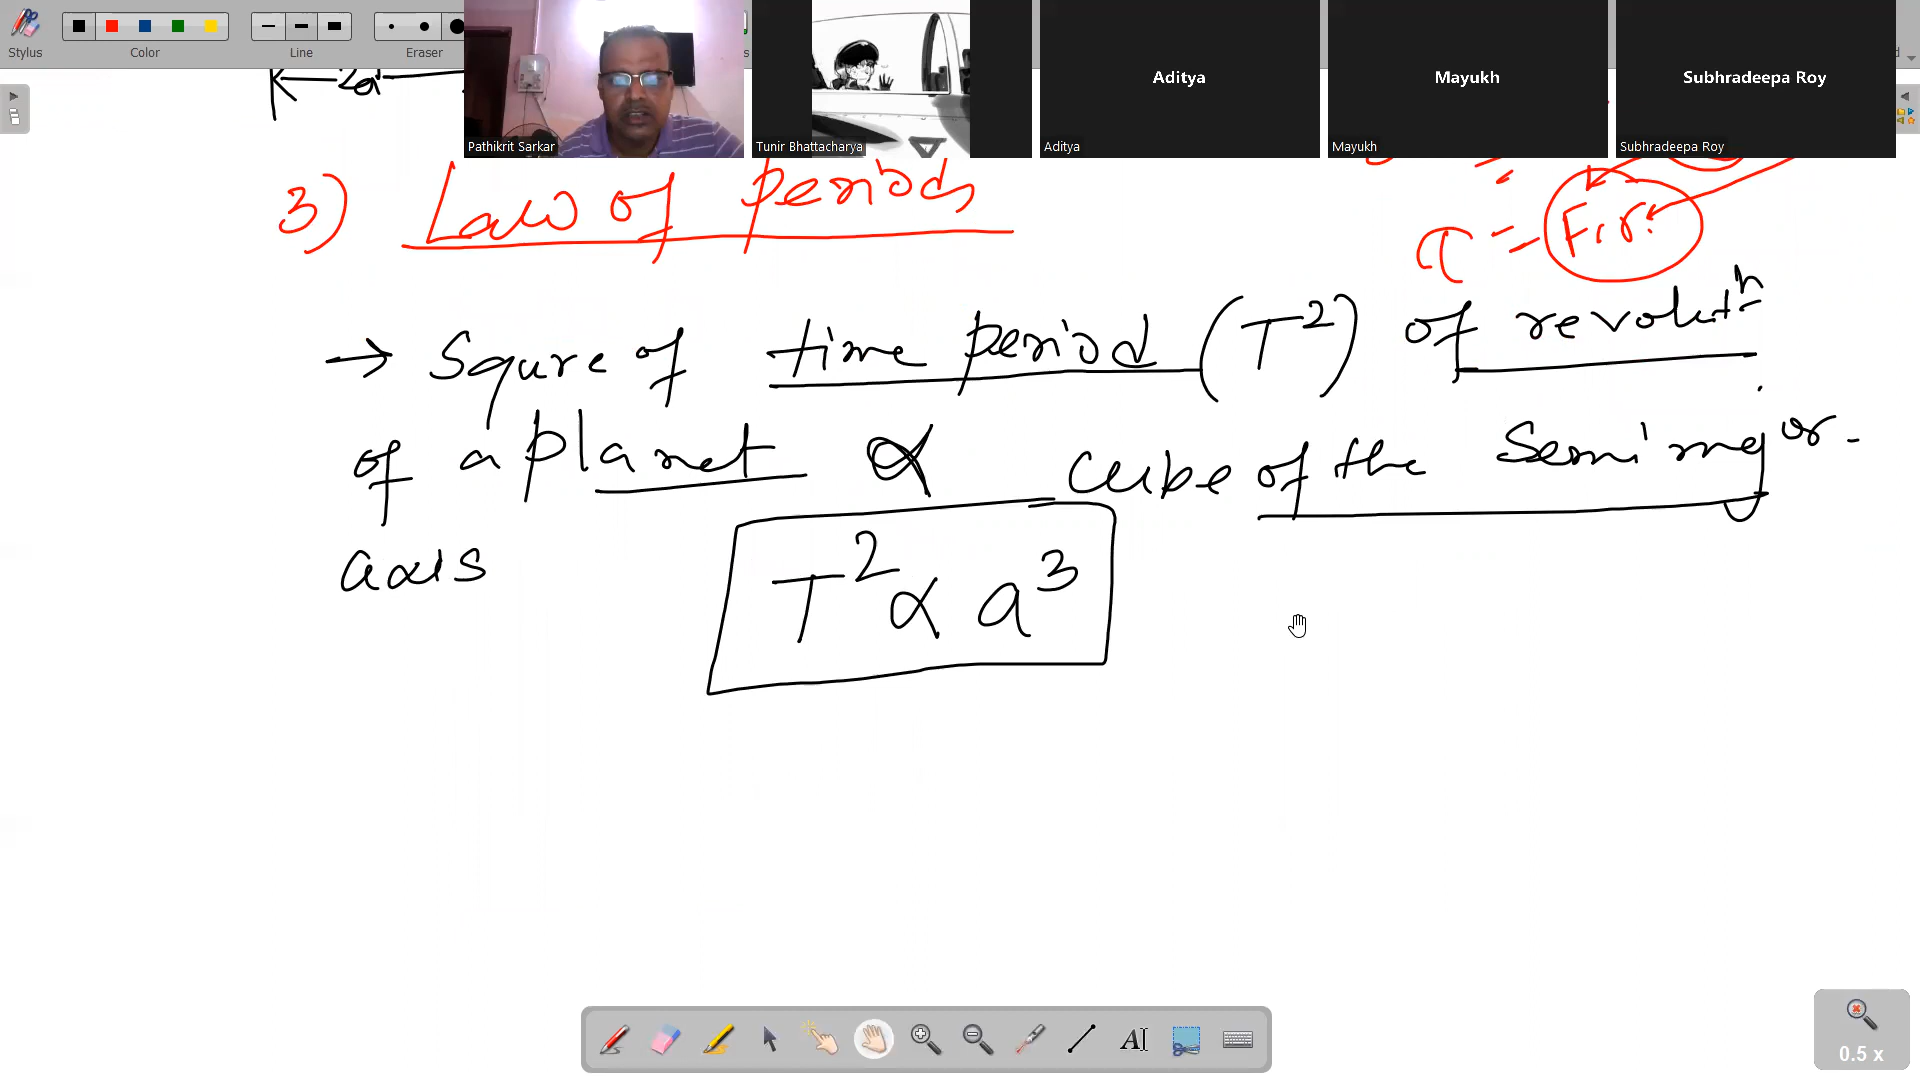 Stylus
Color
Line
Eraser
2a
Pathikrit Sarkar
Tunir Bhattacharya
Aditya
Aditya
Mayukh
Mayukh
Subhradeepa Roy
Subhradeepa Roy
3) Law of periods
τ = F.r.
→ Squre of time period (T²) of revolutⁿ
of a planet ∝ cube of the Semi major
axis
T² ∝ a³
0.5 x